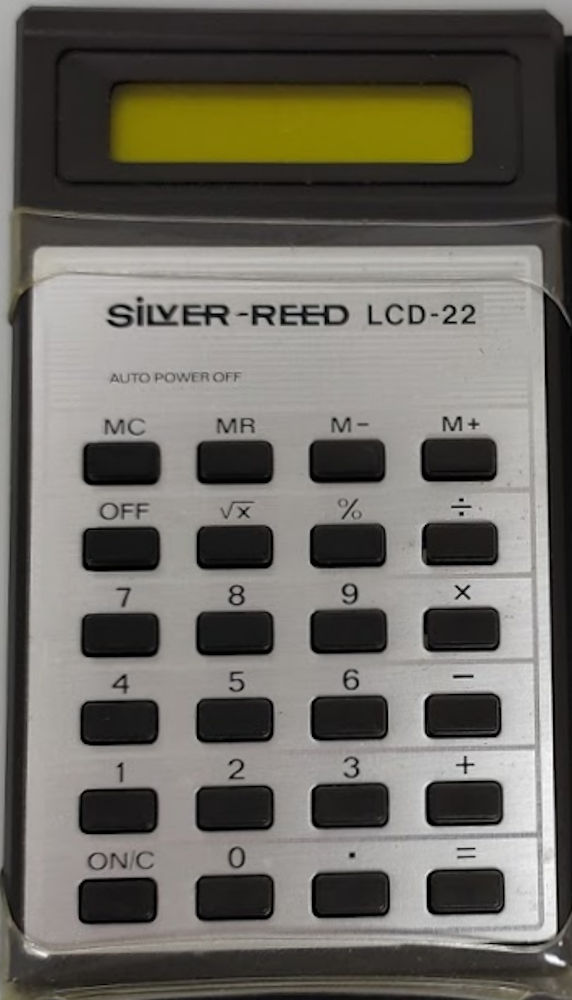 SiLVER-REED LCD-22
AUTO POWER OFF
MC MR M- M+
OFF √x % ÷
7 8 9 ×
4 5 6 -
1 2 3 +
ON/C 0 . =